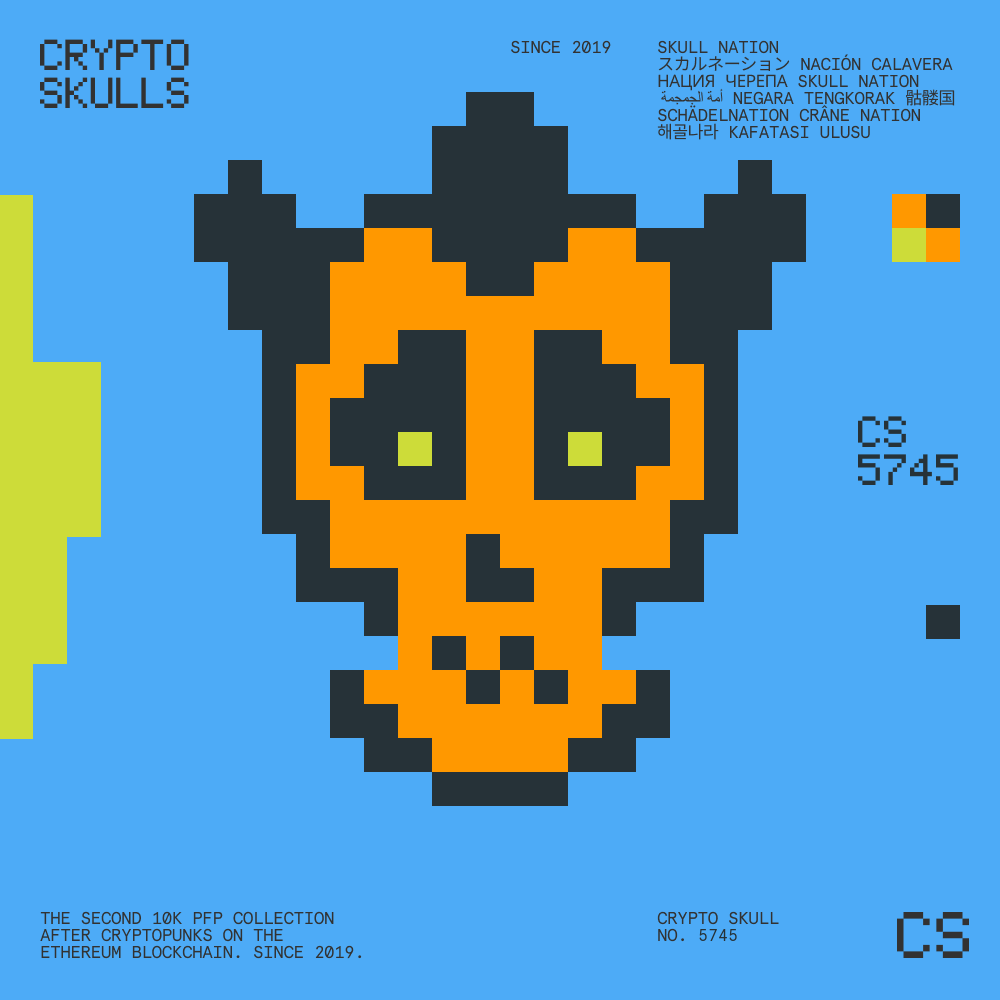 CRYPTO
SKULLS
SINCE 2019
SKULL NATION
スカルネーション NACIÓN CALAVERA
НАЦИЯ ЧЕРЕПА SKULL NATION
أمة الجمجمة NEGARA TENGKORAK 骷髅国
SCHÄDELNATION CRÂNE NATION
해골나라 KAFATASI ULUSU
CS
5745
THE SECOND 10K PFP COLLECTION
AFTER CRYPTOPUNKS ON THE
ETHEREUM BLOCKCHAIN. SINCE 2019.
CRYPTO SKULL
NO. 5745
CS